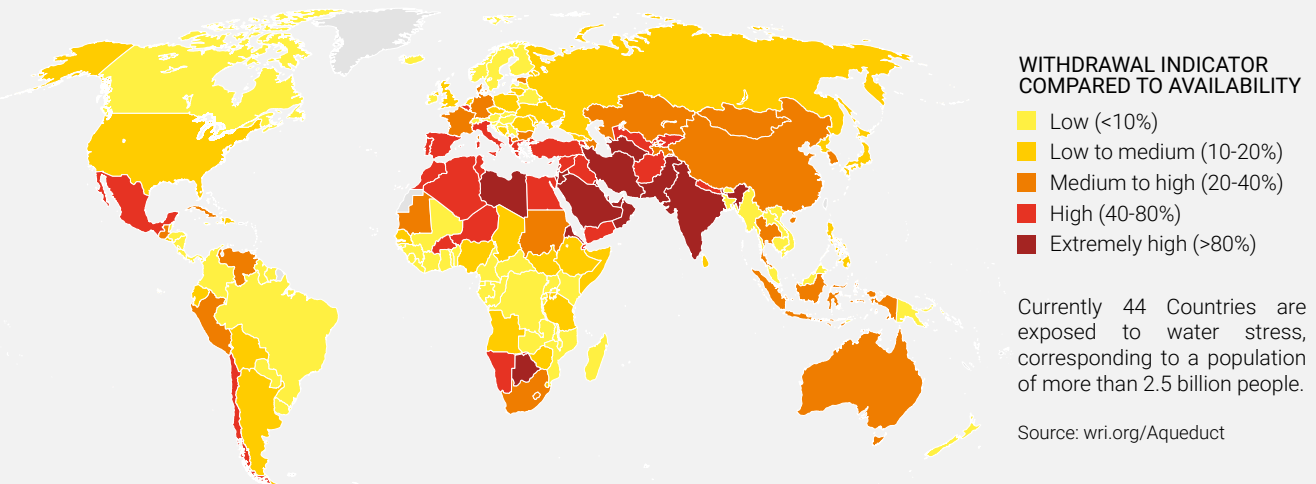 WITHDRAWAL INDICATOR
COMPARED TO AVAILABILITY
Low (<10%)
Low to medium (10-20%)
Medium to high (20-40%)
High (40-80%)
Extremely high (>80%)
Currently 44 Countries are
exposed to water stress,
corresponding to a population
of more than 2.5 billion people.
Source: wri.org/Aqueduct